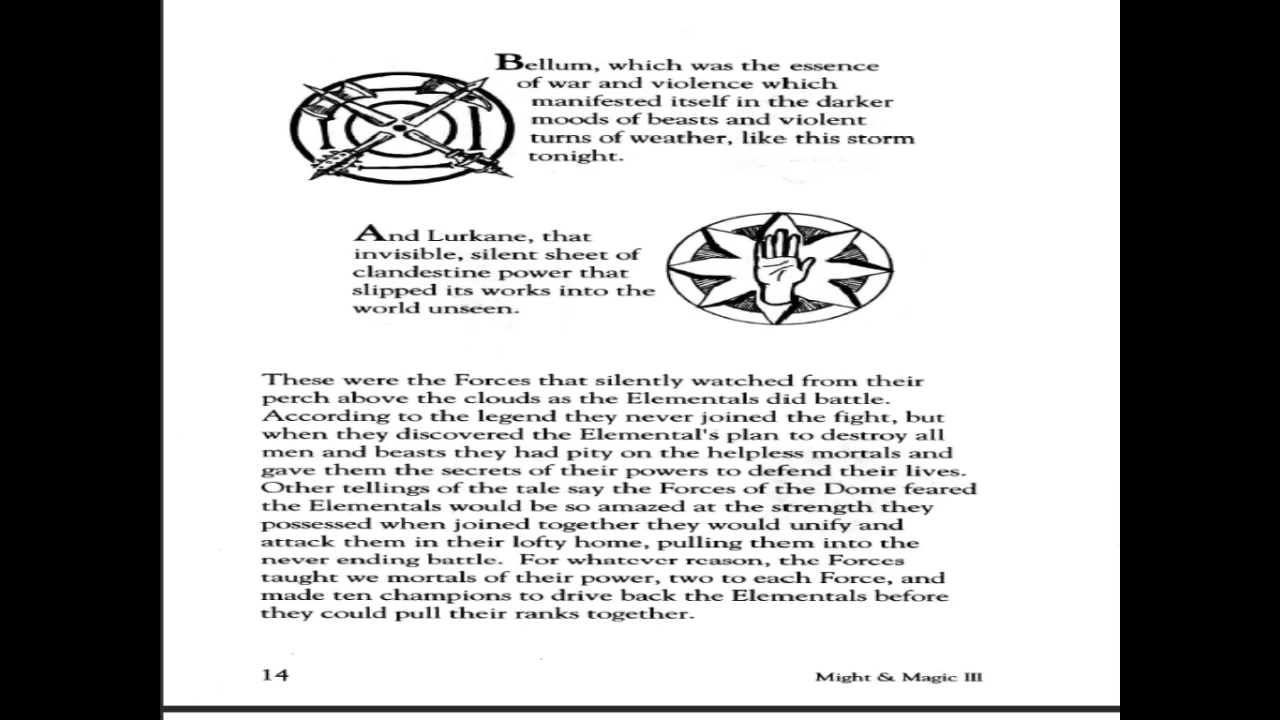 Bellum, which was the essence
of war and violence which
manifested itself in the darker
moods of beasts and violent
turns of weather, like this storm
tonight.
And Lurkane, that
invisible, silent sheet of
clandestine power that
slipped its works into the
world unseen.
These were the Forces that silently watched from their
perch above the clouds as the Elementals did battle.
According to the legend they never joined the fight, but
when they discovered the Elemental's plan to destroy all
men and beasts they had pity on the helpless mortals and
gave them the secrets of their powers to defend their lives.
Other tellings of the tale say the Forces of the Dome feared
the Elementals would be so amazed at the strength they
possessed when joined together they would unify and
attack them in their lofty home, pulling them into the
never ending battle. For whatever reason, the Forces
taught we mortals of their power, two to each Force, and
made ten champions to drive back the Elementals before
they could pull their ranks together.
14
Might & Magic III